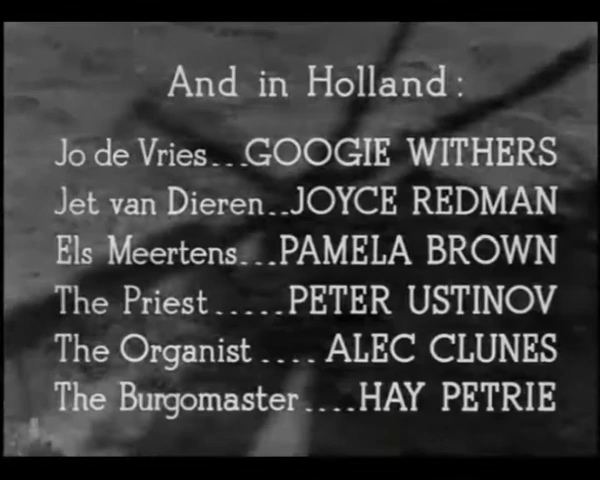 And in Holland:
Jo de Vries...GOOGIE WITHERS
Jet van Dieren..JOYCE REDMAN
Els Meertens...PAMELA BROWN
The Priest.....PETER USTINOV
The Organist....ALEC CLUNES
The Burgomaster....HAY PETRIE